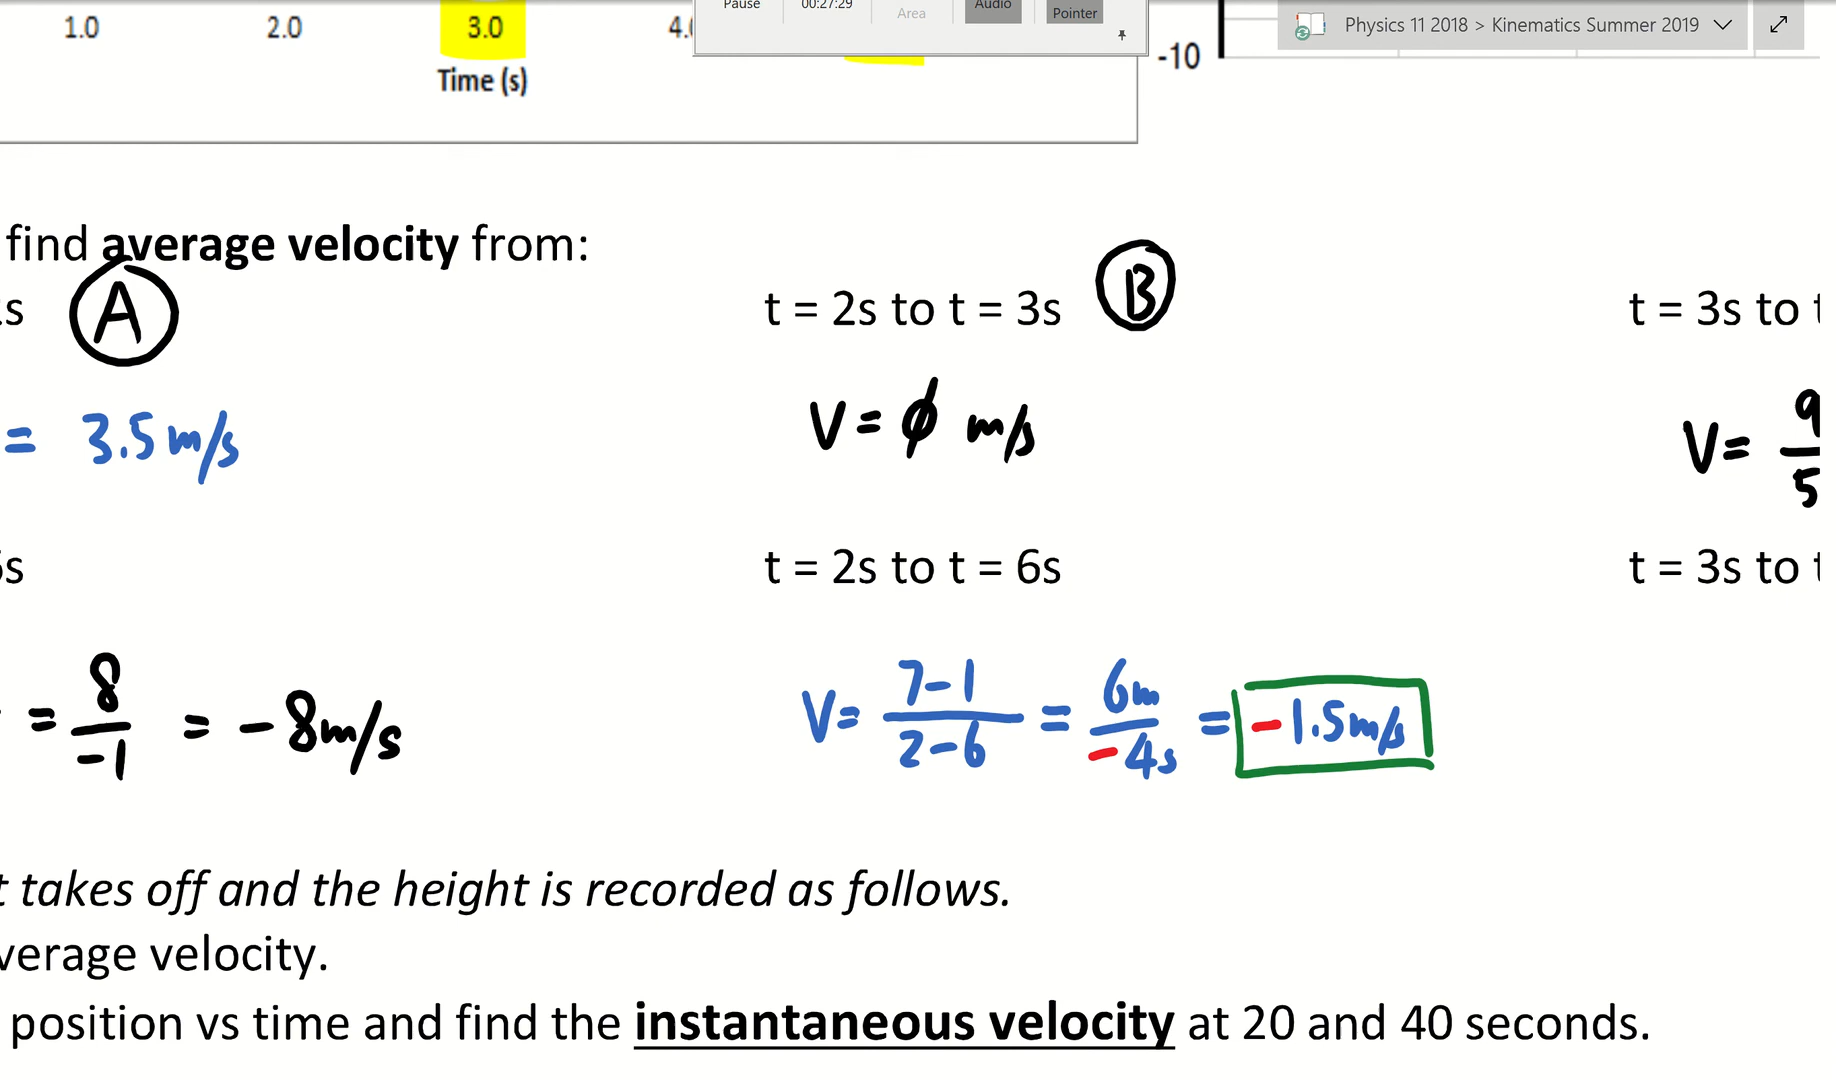 Pause 00:27:29 Area Audio Pointer
Physics 11 2018 > Kinematics Summer 2019
1.0 2.0 3.0
-10
Time (s)
find average velocity from:
s A
t = 2s to t = 3s B
t = 3s to
= 3.5 m/s
V = ϕ m/s
V = 9/5
s
t = 2s to t = 6s
t = 3s to
= 8/-1 = -8m/s
V = 7-1/2-6 = 6m/-4s = -1.5m/s
t takes off and the height is recorded as follows.
verage velocity.
position vs time and find the instantaneous velocity at 20 and 40 seconds.